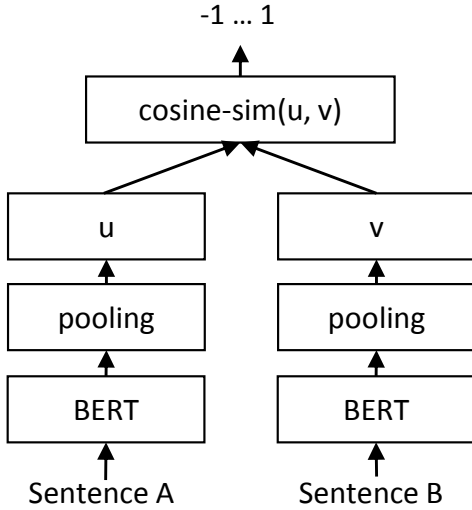 -1 … 1
cosine-sim(u, v)
u
v
pooling
pooling
BERT
BERT
Sentence A
Sentence B